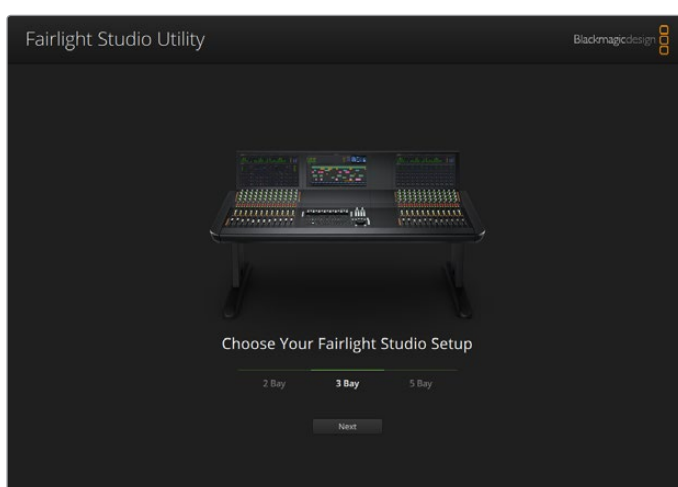 Fairlight Studio Utility
Blackmagicdesign
Choose Your Fairlight Studio Setup
2 Bay 3 Bay 5 Bay
Next